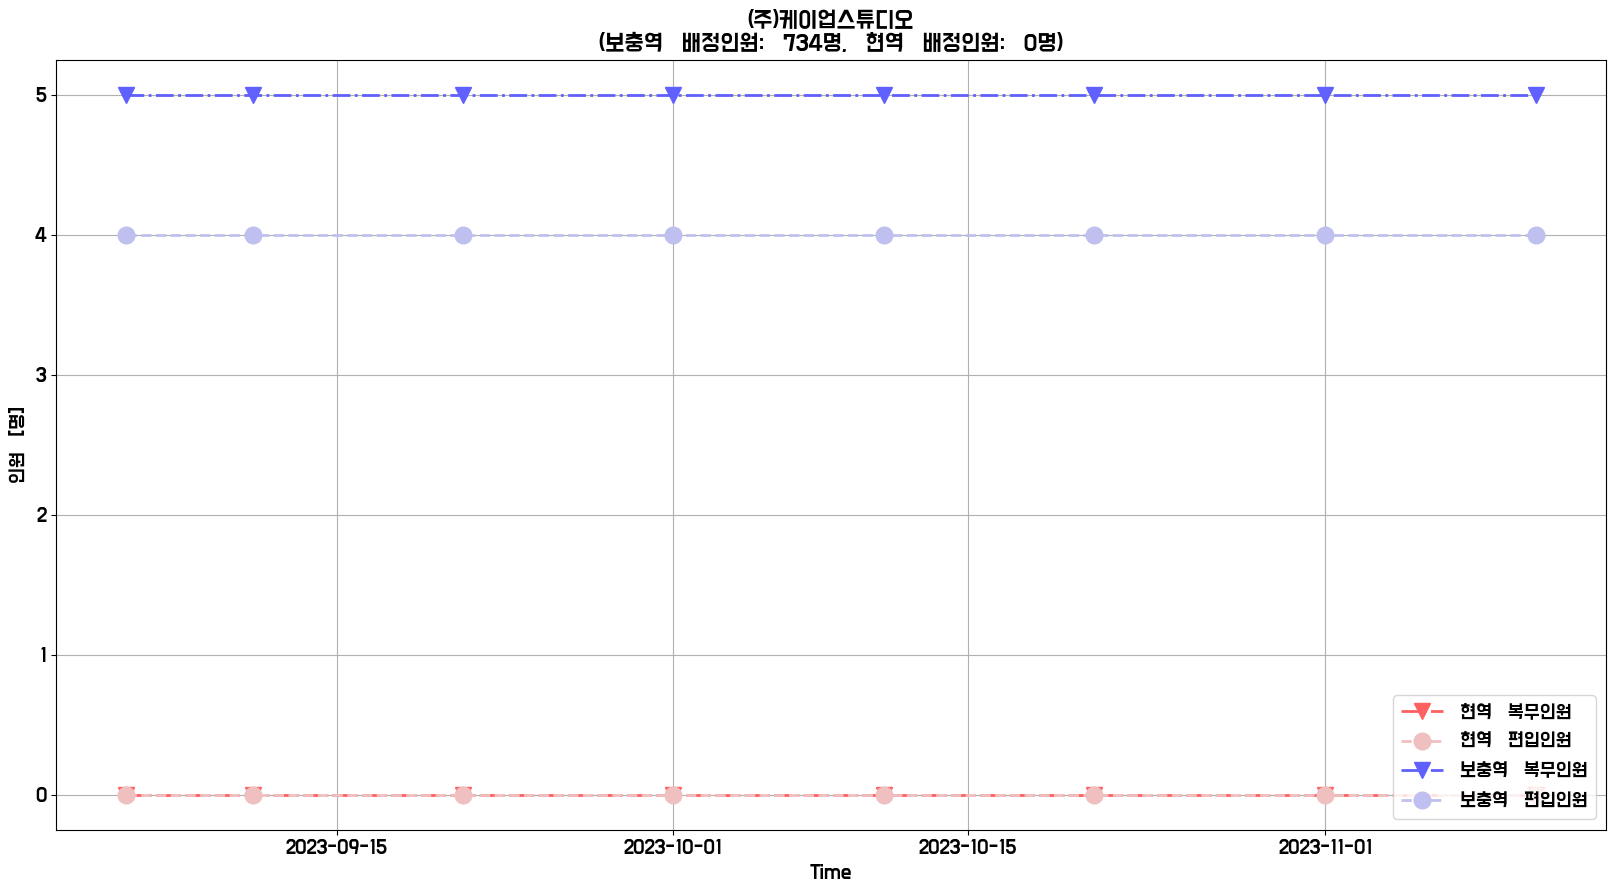 (주)케이업스튜디오
(보충역 배정인원: 734명, 현역 배정인원: 0명)
5
4
3
2
1
0
인원 [명]
2023-09-15 2023-10-01 2023-10-15 2023-11-01
Time
현역 복무인원
현역 편입인원
보충역 복무인원
보충역 편입인원